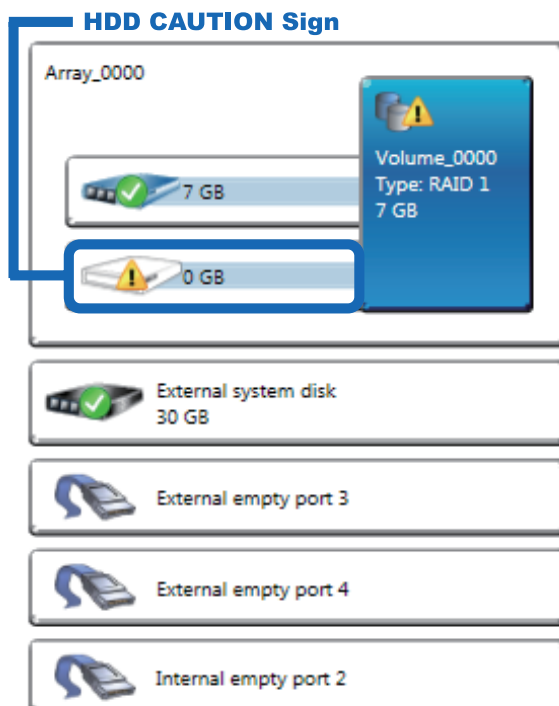 HDD CAUTION Sign
Array_0000
Volume_0000
Type: RAID 1
7 GB
7 GB
0 GB
External system disk
30 GB
External empty port 3
External empty port 4
Internal empty port 2